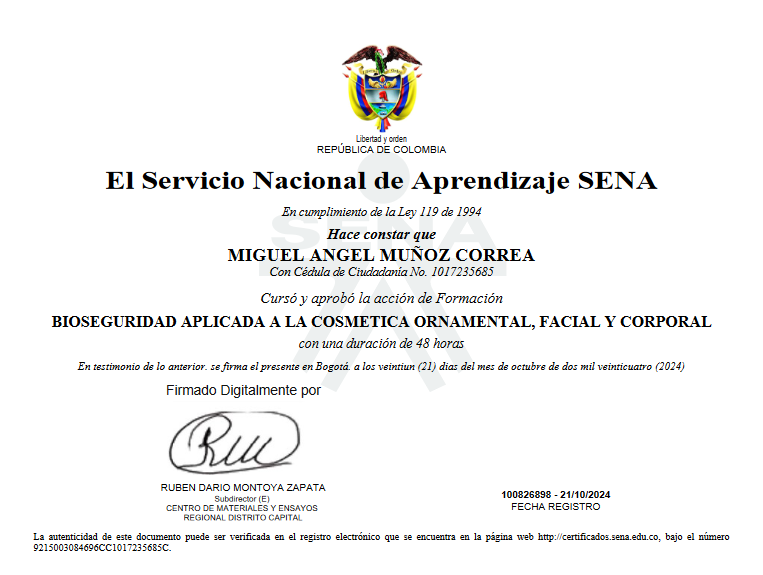 Libertad y orden
REPÚBLICA DE COLOMBIA
El Servicio Nacional de Aprendizaje SENA
En cumplimiento de la Ley 119 de 1994
SENA
Hace constar que
MIGUEL ANGEL MUÑOZ CORREA
Con Cédula de Ciudadanía No. 1017235685
Cursó y aprobó la acción de Formación
BIOSEGURIDAD APLICADA A LA COSMETICA ORNAMENTAL, FACIAL Y CORPORAL
con una duración de 48 horas
En testimonio de lo anterior. se firma el presente en Bogotá. a los veintiun (21) dias del mes de octubre de dos mil veinticuatro (2024)
Firmado Digitalmente por
RUBEN DARIO MONTOYA ZAPATA
Subdirector (E)
CENTRO DE MATERIALES Y ENSAYOS
REGIONAL DISTRITO CAPITAL
100826898 - 21/10/2024
FECHA REGISTRO
La autenticidad de este documento puede ser verificada en el registro electrónico que se encuentra en la página web http://certificados.sena.edu.co, bajo el número
9215003084696CC1017235685C.